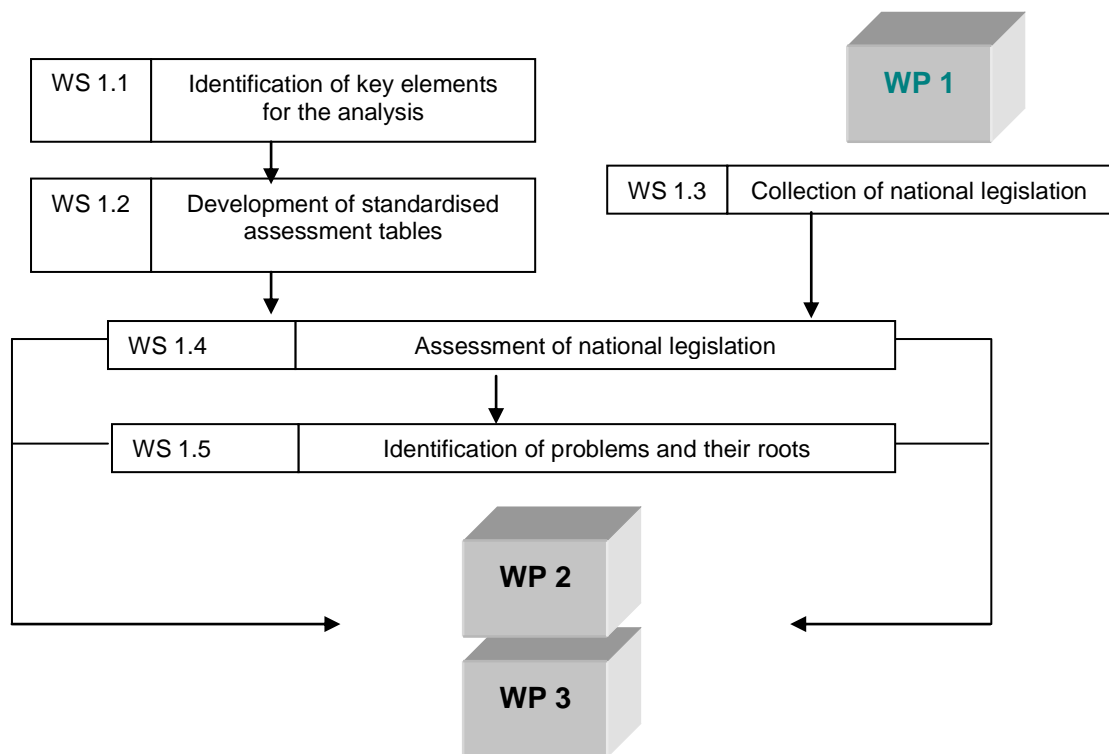 WS 1.1
Identification of key elements
for the analysis
WP 1
WS 1.2
Development of standardised
assessment tables
WS 1.3
Collection of national legislation
WS 1.4
Assessment of national legislation
WS 1.5
Identification of problems and their roots
WP 2
WP 3